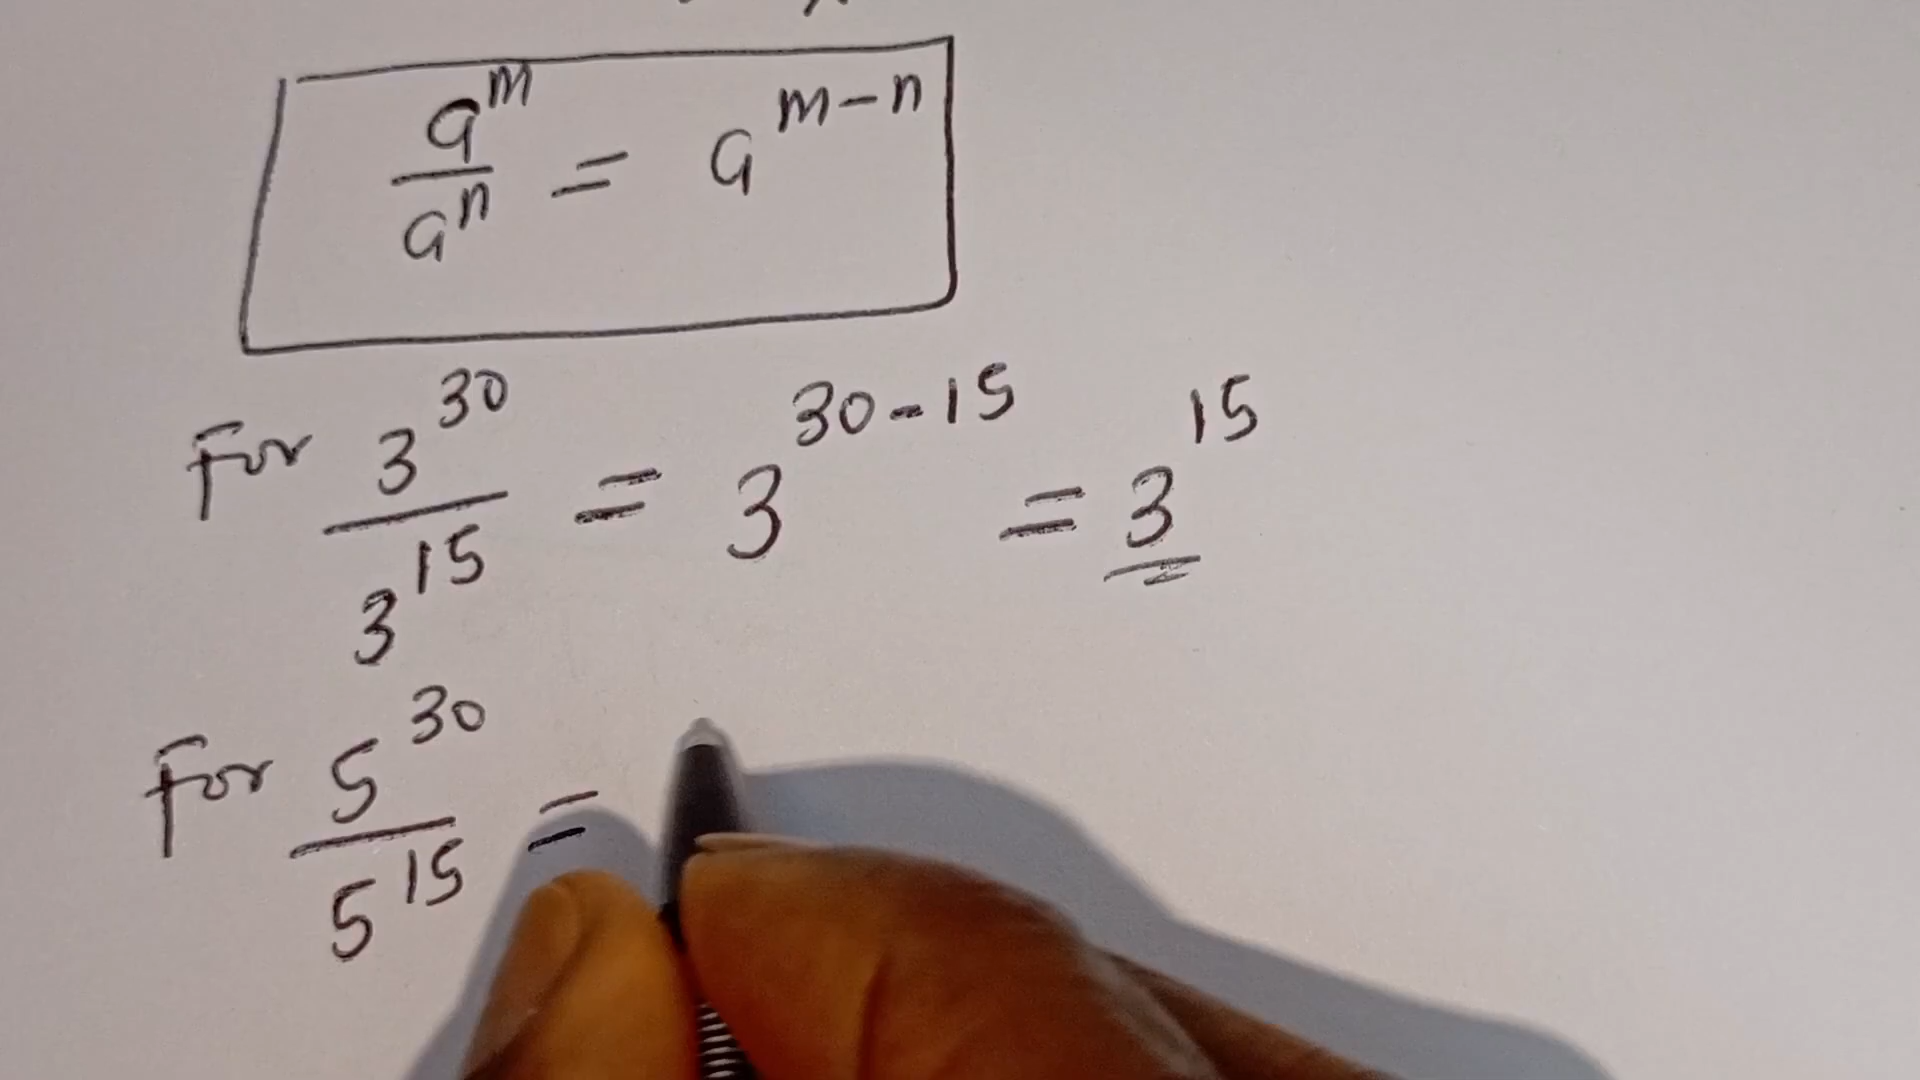 a^m/a^n = a^(m-n)
For 3^30/3^15 = 3^(30-15) = 3^15
For 5^30/5^15 =